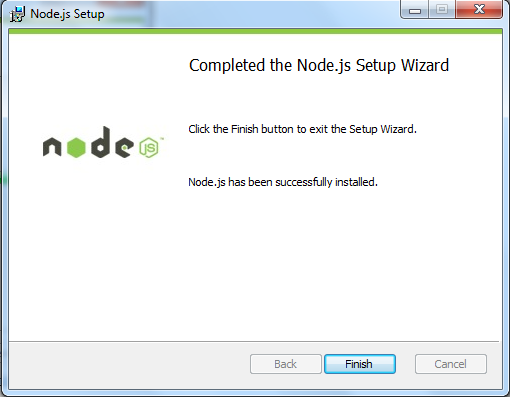 Node.js Setup
Completed the Node.js Setup Wizard
Click the Finish button to exit the Setup Wizard.
node JS™
Node.js has been successfully installed.
Back Finish Cancel